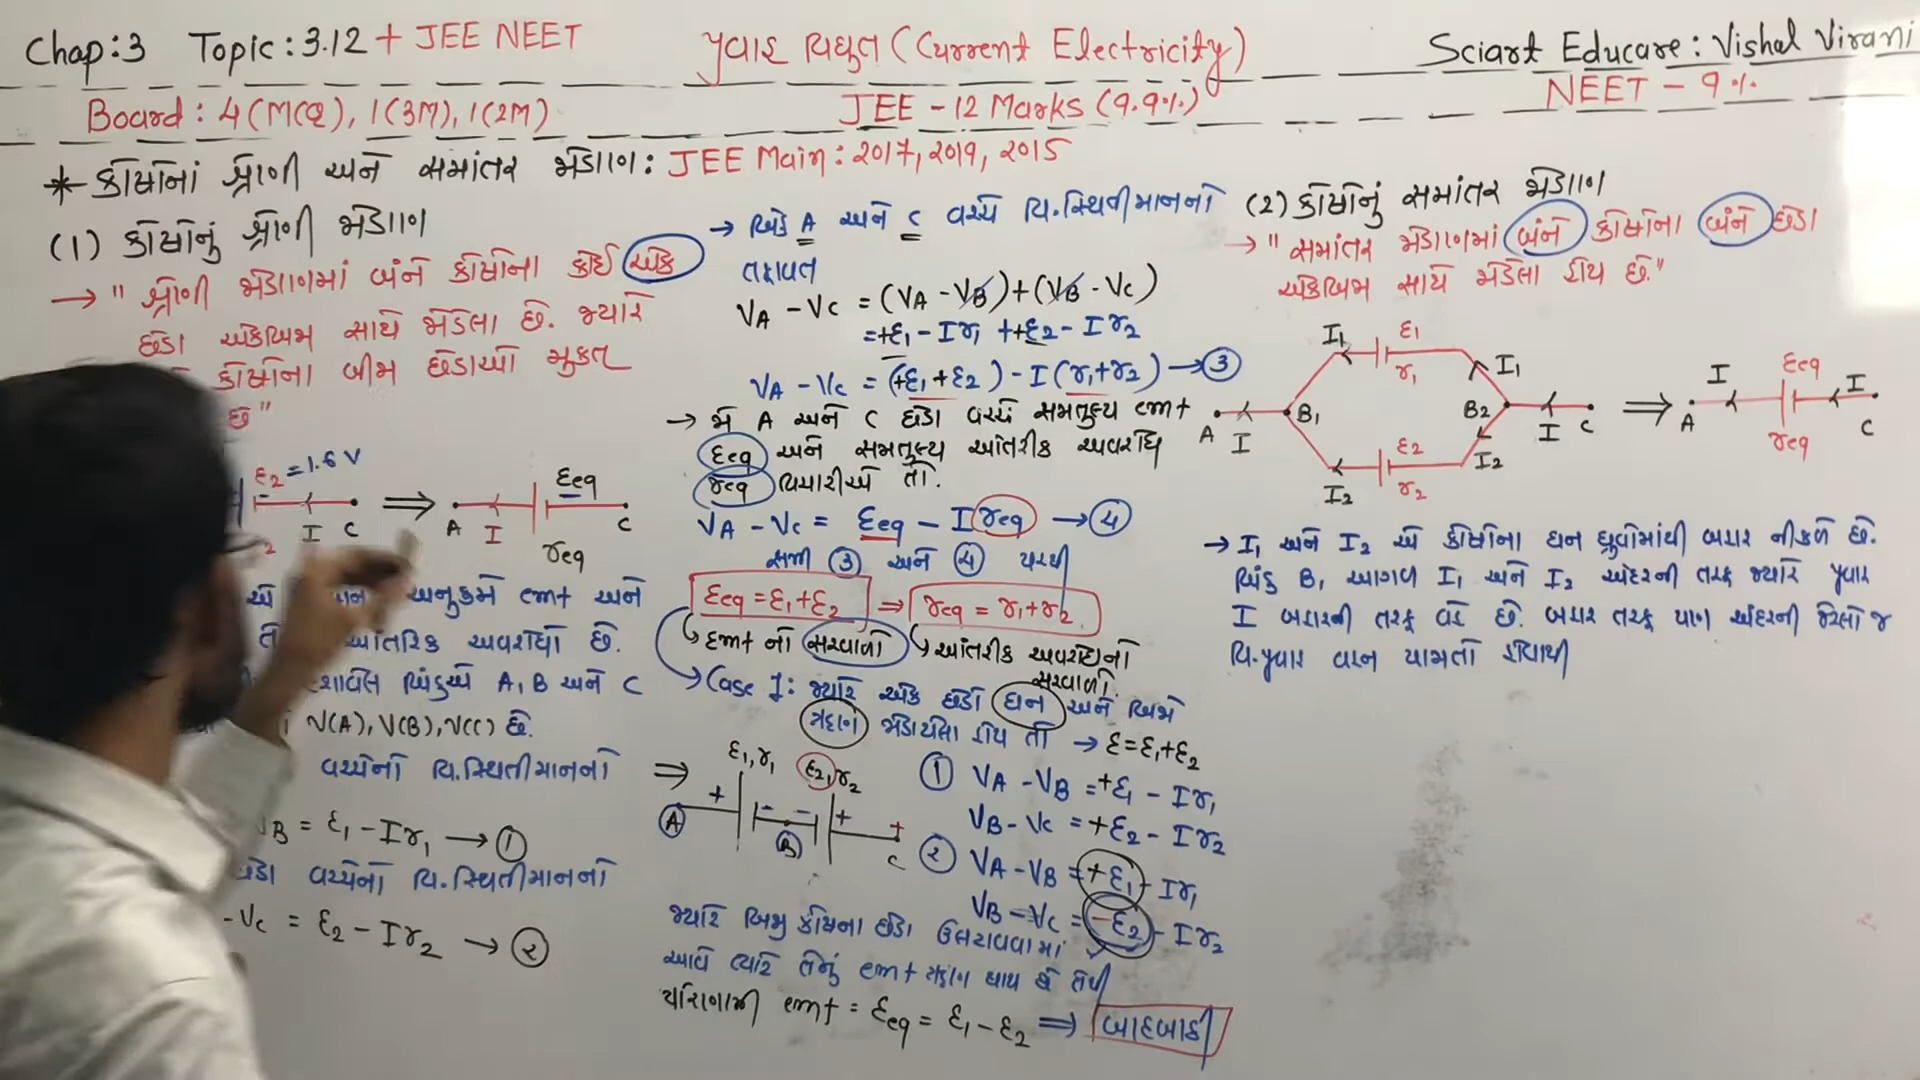 Chap:3 Topic:3.12 + JEE NEET
પ્રવાહ વિદ્યુત (Current Electricity)
Sciart Educare: Vishal Virani
Board: 4(MCQ), 1(3M), 1(2M)
JEE - 12 Marks (9.9%)
NEET - 9%
* કોષોનાં શ્રેણી અને સમાંતર જોડાણ: JEE Main: ૨૦૧૭, ૨૦૧૯, ૨૦૧૫
(1) કોષોનું શ્રેણી જોડાણ
→ " શ્રેણી જોડાણમાં બંને કોષોના કોઈ એક
છેડા એકબીજા સાથે જોડેલા છે. જ્યારે
કોષોના બીજા છેડાઓ મુક્ત
છે"
ε2 = 1.6 V
I C
⇒ A I εeq req C
અનુક્રમે emf અને
આંતરિક અવરોધો છે.
બિંદુએ A, B અને C
V(A), V(B), V(C) છે.
વચ્ચેનો વિ.સ્થિતીમાનનો
VB = ε1 - Ir1 → ①
છેડા વચ્ચેનો વિ.સ્થિતીમાનનો
- Vc = ε2 - Ir2 → ②
→ બિંદુ A અને C વચ્ચે વિ.સ્થિતીમાનનો
તફાવત
VA - Vc = (VA - VB) + (VB - Vc)
= +ε1 - Ir1 + +ε2 - Ir2
VA - Vc = (+ε1 + ε2) - I(r1 + r2) → ③
→ જો A અને C છેડા વચ્ચે સમતુલ્ય emf
εeq અને સમતુલ્ય આંતરીક અવરોધ
req વિચારીએ તો.
VA - Vc = εeq - I req → ④
સમી ③ અને ④ પરથી
εeq = ε1 + ε2 ⇒ req = r1 + r2
emf નો સરવાળો
આંતરીક અવરોધનો
સરવાળો.
Case 1: જ્યારે એક છેડો ધન અને બીજો
ઋણ જોડાયેલા હોય તો → ε = ε1 + ε2
⇒ ε1, r1 ε2, r2
A + - - + + B C
① VA - VB = +ε1 - Ir1
VB - Vc = +ε2 - Ir2
② VA - VB = +ε1 - Ir1
VB - Vc = -ε2 - Ir2
જ્યારે બીજા કોષના છેડા ઉલટાવવામાં
આવે ત્યારે તેનું emf ઋણ થાય છે તેથી
પરિણામી emf = εeq = ε1 - ε2 ⇒ બાદબાકી
(2) કોષોનું સમાંતર જોડાણ
→ " સમાંતર જોડાણમાં બંને કોષોના બંને છેડા
એકબીજા સાથે જોડેલા હોય છે."
A I B1 I1 ε1 r1 I1 B2 I C
I2 ε2 r2 I2
⇒ A I εeq req I C
→ I1 અને I2 એ કોષોના ધન ધ્રુવોમાંથી બહાર નીકળે છે.
બિંદુ B1 આગળ I1 અને I2 અંદરની તરફ જ્યારે પ્રવાહ
I બહારની તરફ વહે છે. બહાર તરફ પણ અંદરની જેટલો જ
વિ.પ્રવાહ વહન પામતો હોવાથી